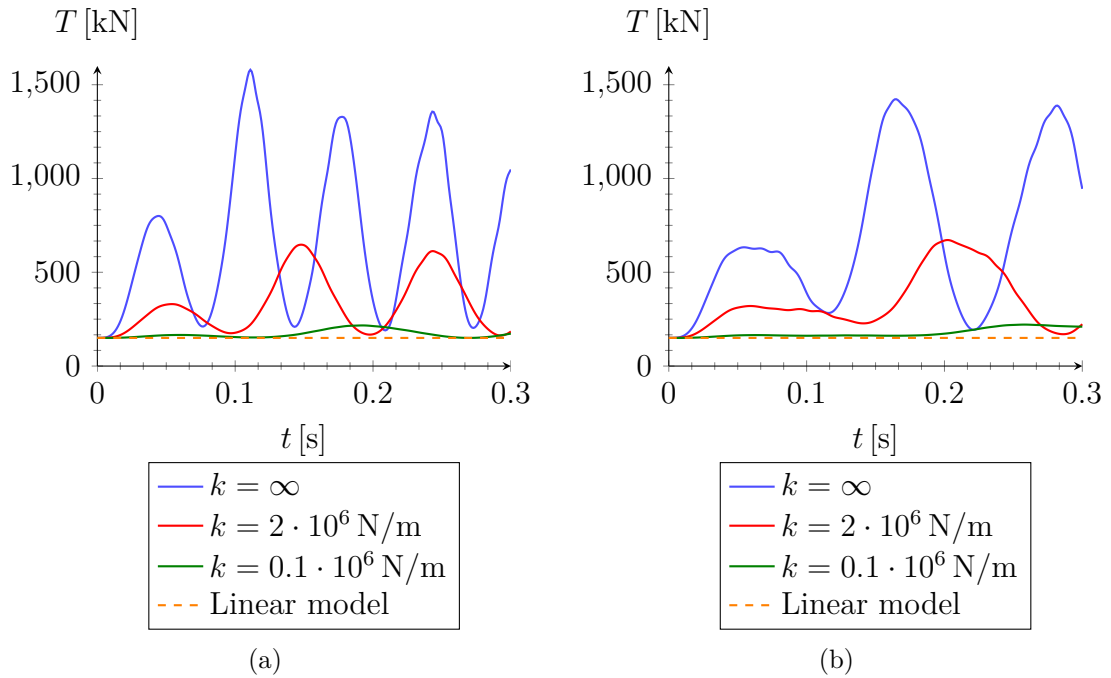 T [kN]
1,500
1,000
500
0
0 0.1 0.2 0.3
t [s]
k = ∞
k = 2 · 10⁶ N/m
k = 0.1 · 10⁶ N/m
Linear model
(a)
T [kN]
1,500
1,000
500
0
0 0.1 0.2 0.3
t [s]
k = ∞
k = 2 · 10⁶ N/m
k = 0.1 · 10⁶ N/m
Linear model
(b)